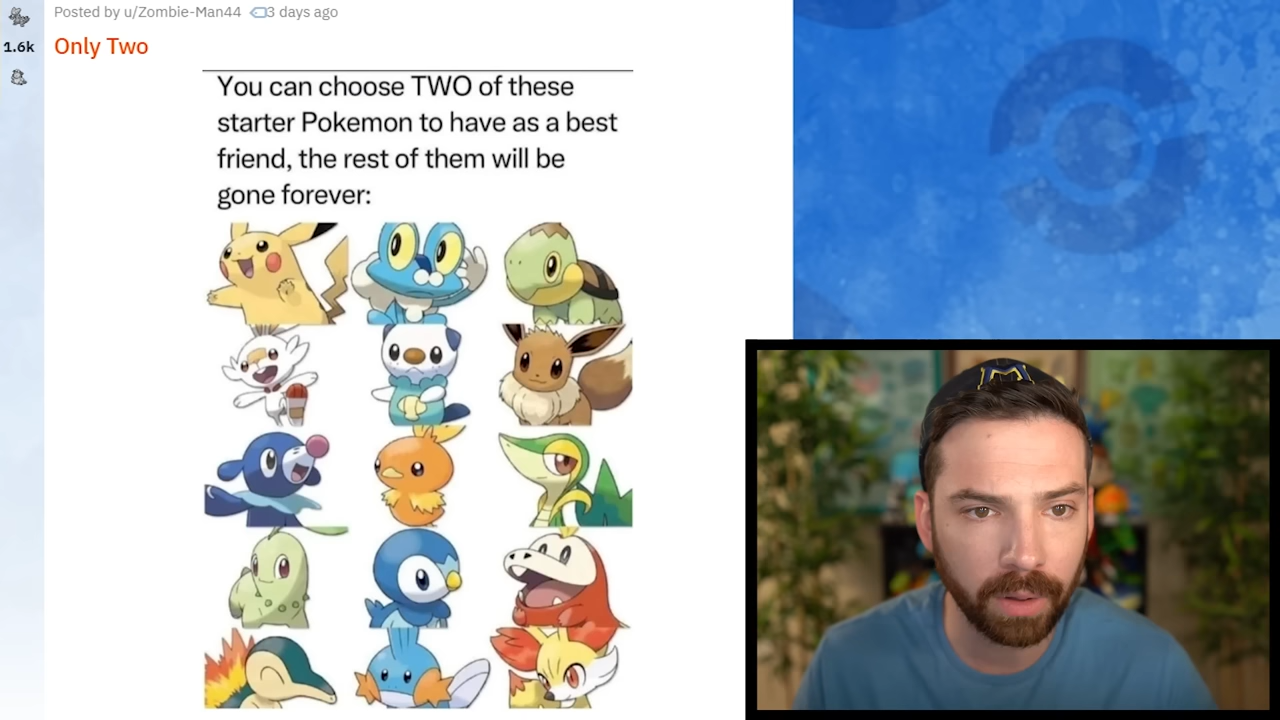 Posted by u/Zombie-Man44 3 days ago
1.6k
Only Two
You can choose TWO of these
starter Pokemon to have as a best
friend, the rest of them will be
gone forever:
M